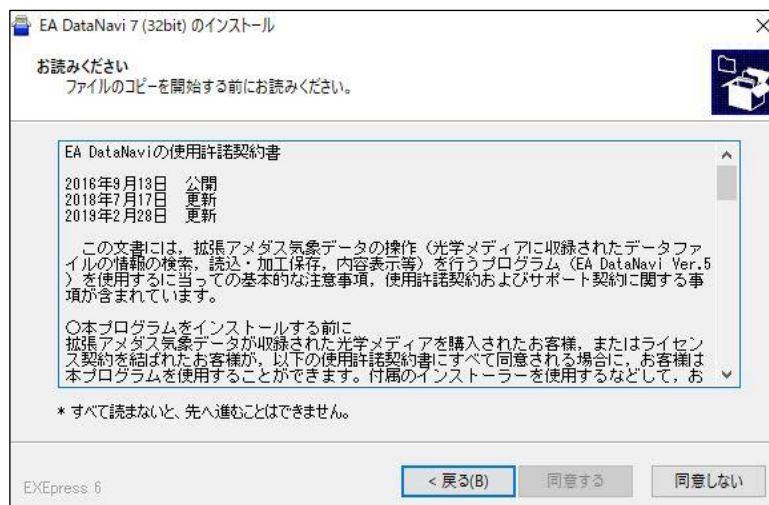 EA DataNavi 7 (32bit) のインストール
お読みください
ファイルのコピーを開始する前にお読みください。
EA DataNaviの使用許諾契約書
2016年9月13日　公開
2018年7月17日　更新
2019年2月28日　更新
この文書には，拡張アメダス気象データの操作（光学メディアに収録されたデータファ
イルの情報の検索，読込・加工保存，内容表示等）を行うプログラム（EA DataNavi Ver.5
）を使用するに当っての基本的な注意事項，使用許諾契約およびサポート契約に関する事
項が含まれています。
〇本プログラムをインストールする前に
拡張アメダス気象データが収録された光学メディアを購入されたお客様，またはライセン
ス契約を結ばれたお客様が，以下の使用許諾契約書にすべて同意される場合に，お客様は
本プログラムを使用することができます。付属のインストーラーを使用するなどして，お
* すべて読まないと、先へ進むことはできません。
EXEpress 6
< 戻る(B)
同意する
同意しない